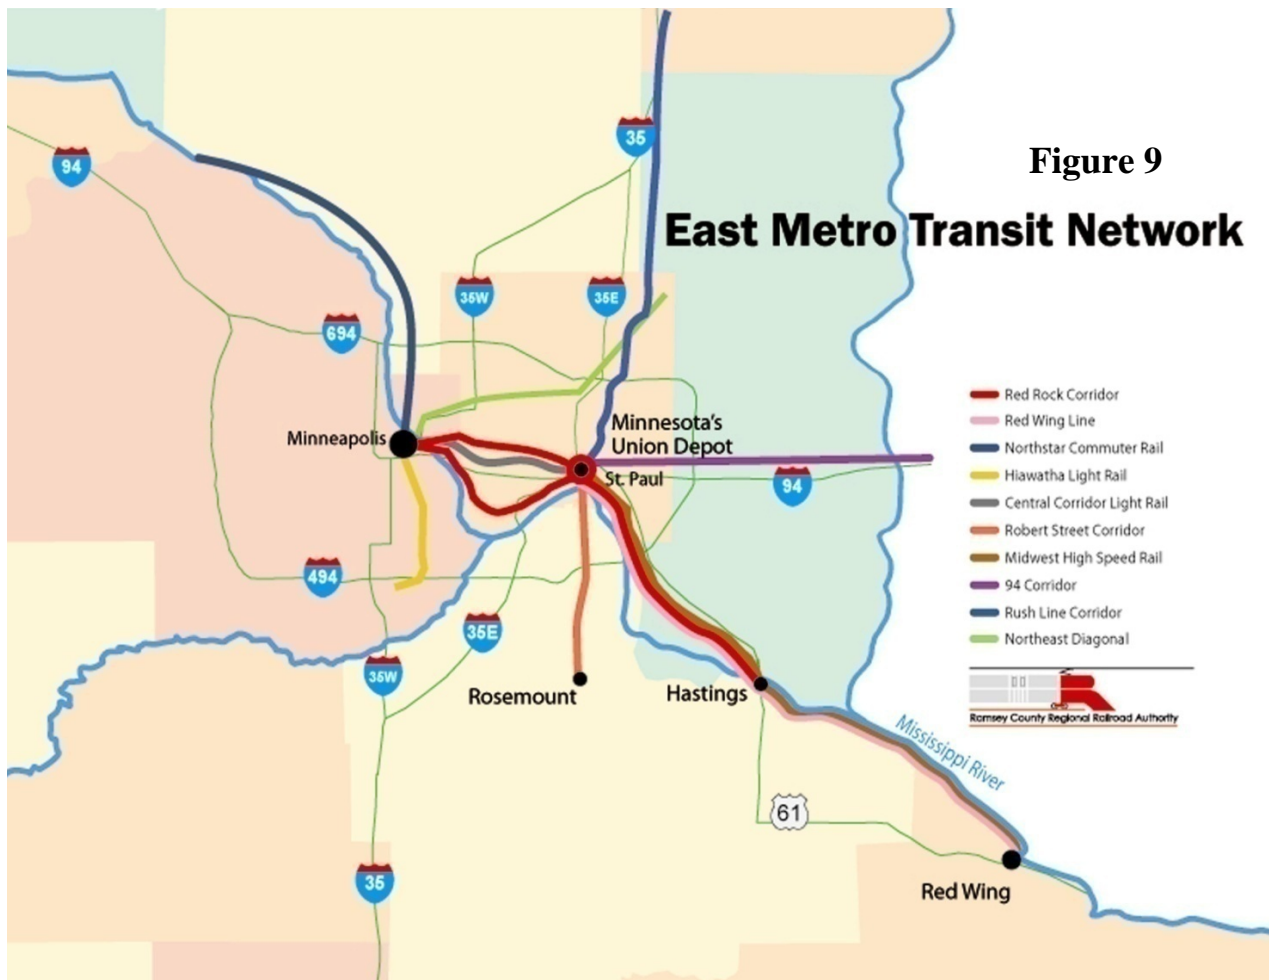 Figure 9
East Metro Transit Network
94
35
35W
35E
694
Minneapolis
Minnesota's
Union Depot
St. Paul
94
494
35E
35W
Rosemount
Hastings
Mississippi River
61
35
Red Wing
Red Rock Corridor
Red Wing Line
Northstar Commuter Rail
Hiawatha Light Rail
Central Corridor Light Rail
Robert Street Corridor
Midwest High Speed Rail
94 Corridor
Rush Line Corridor
Northeast Diagonal
Ramsey County Regional Railroad Authority